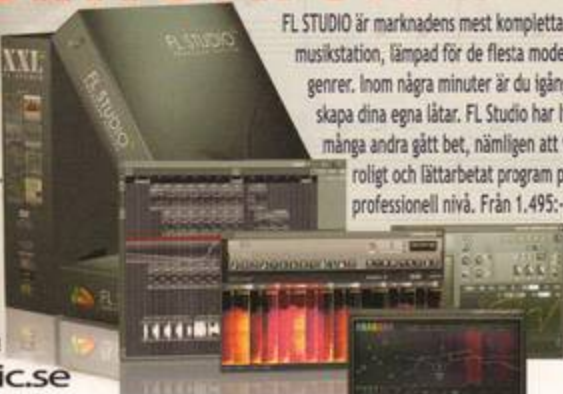 FL STUDIO är marknadens mest kompletta
musikstation, lämpad för de flesta mode
genrer. Inom några minuter är du igång
skapa dina egna låtar. FL Studio har l
många andra gått bet, nämligen att
roligt och lättarbetat program p
professionell nivå. Från 1.495:-
XXL
FL STUDIO
FL STUDIO
FL STUDIO
FL
ic.se